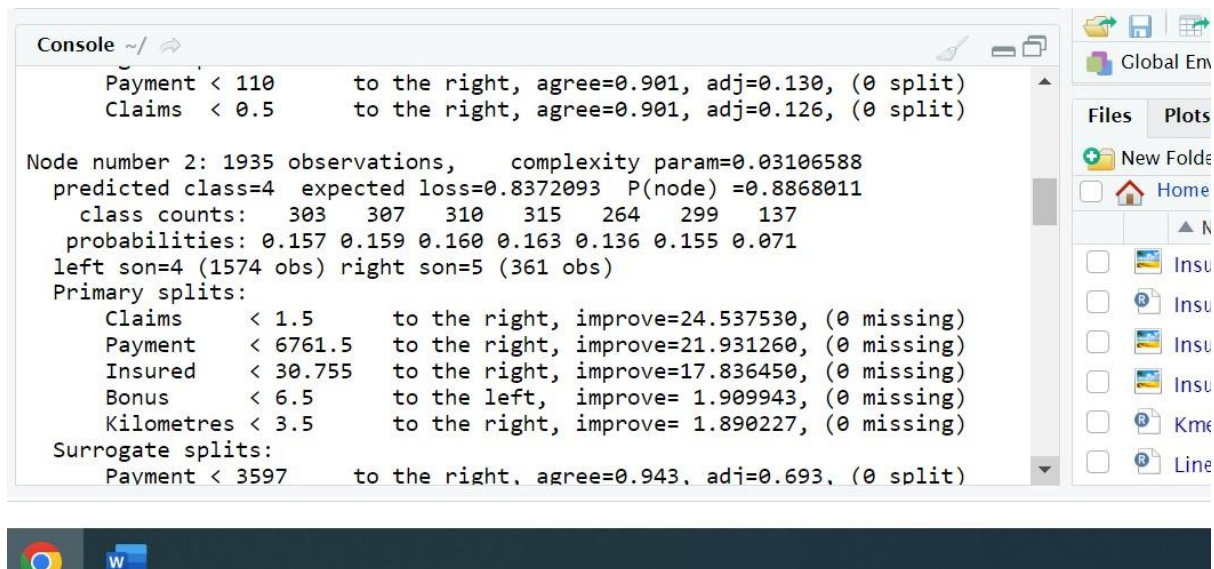 Console ~/
Payment < 110 to the right, agree=0.901, adj=0.130, (0 split)
Claims < 0.5 to the right, agree=0.901, adj=0.126, (0 split)
Node number 2: 1935 observations, complexity param=0.03106588
predicted class=4 expected loss=0.8372093 P(node) =0.8868011
class counts: 303 307 310 315 264 299 137
probabilities: 0.157 0.159 0.160 0.163 0.136 0.155 0.071
left son=4 (1574 obs) right son=5 (361 obs)
Primary splits:
Claims < 1.5 to the right, improve=24.537530, (0 missing)
Payment < 6761.5 to the right, improve=21.931260, (0 missing)
Insured < 30.755 to the right, improve=17.836450, (0 missing)
Bonus < 6.5 to the left, improve= 1.909943, (0 missing)
Kilometres < 3.5 to the right, improve= 1.890227, (0 missing)
Surrogate splits:
Payment < 3597 to the right, agree=0.943, adj=0.693, (0 split)
Global Env
Files Plots
New Folde
Home
N
Insu
Insu
Insu
Insu
Kme
Line
W